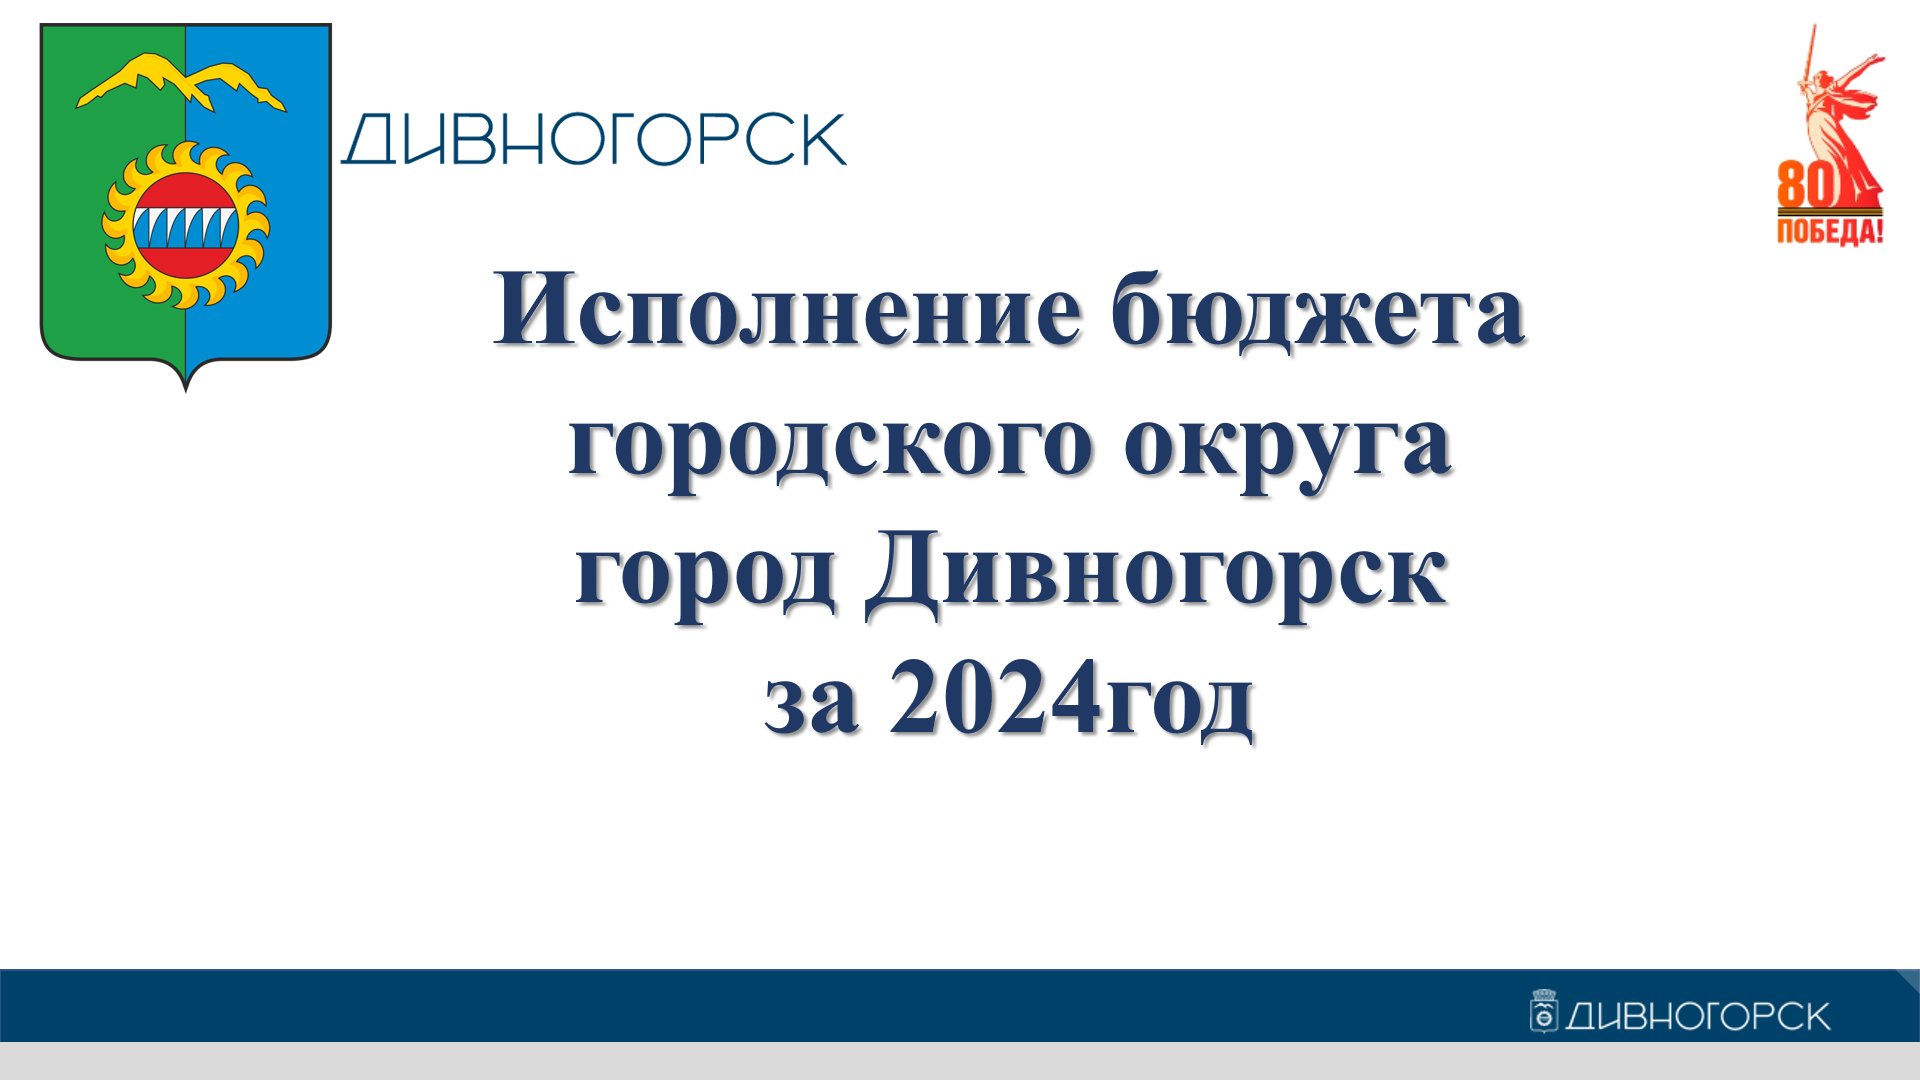 ДИВНОГОРСК
80
ПОБЕДА!
Исполнение бюджета
городского округа
город Дивногорск
за 2024год
ДИВНОГОРСК